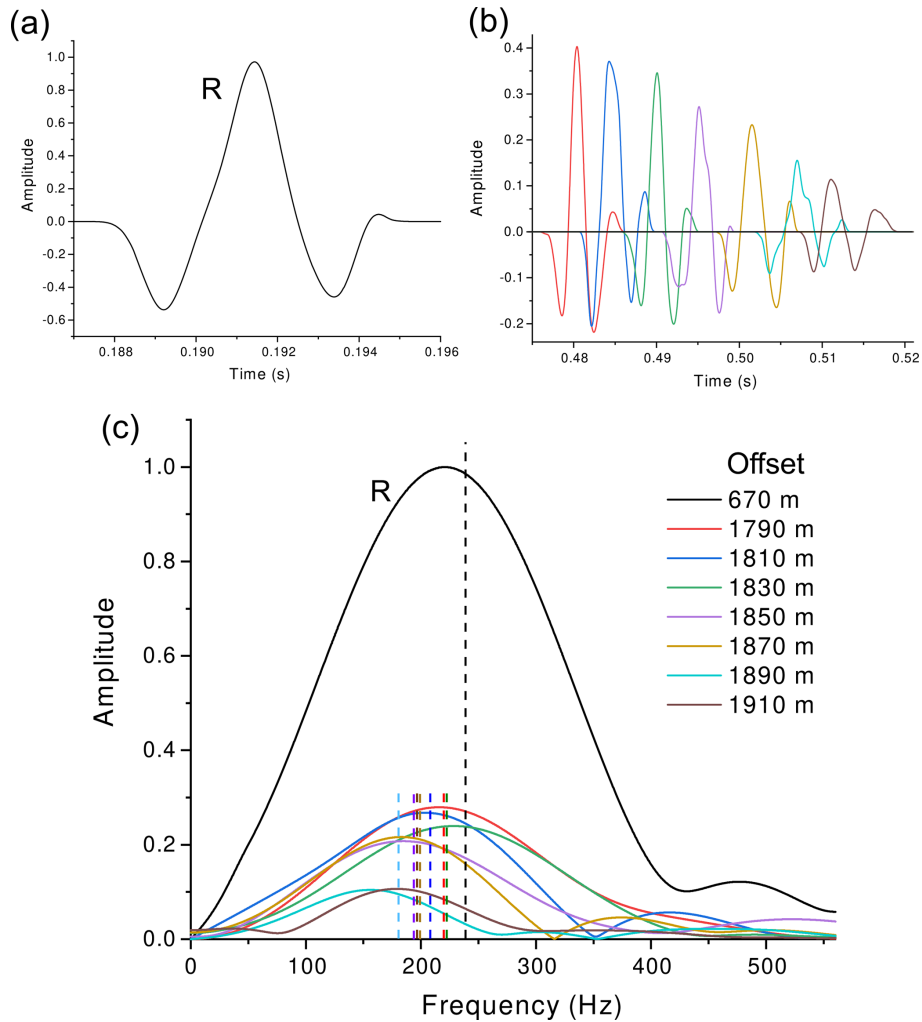 (a)
R
Amplitude
1.0
0.8
0.6
0.4
0.2
0.0
-0.2
-0.4
-0.6
0.188
0.190
0.192
0.194
0.196
Time (s)
(b)
Amplitude
0.4
0.3
0.2
0.1
0.0
-0.1
-0.2
0.48
0.49
0.50
0.51
0.52
Time (s)
(c)
R
Amplitude
1.0
0.8
0.6
0.4
0.2
0.0
0
100
200
300
400
500
Frequency (Hz)
Offset
670 m
1790 m
1810 m
1830 m
1850 m
1870 m
1890 m
1910 m